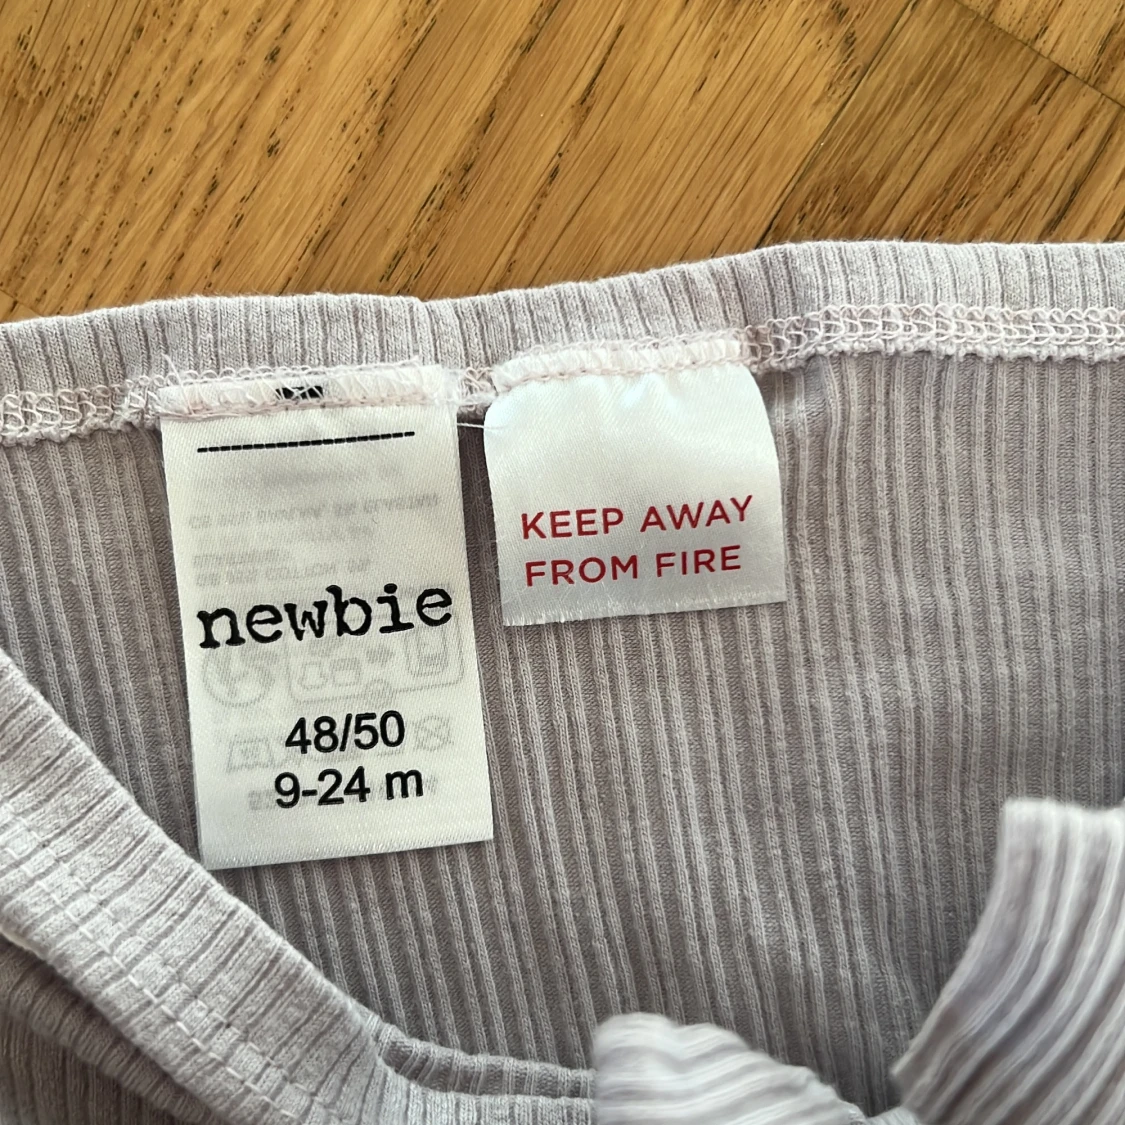 newbie
48/50
9-24 m
KEEP AWAY
FROM FIRE